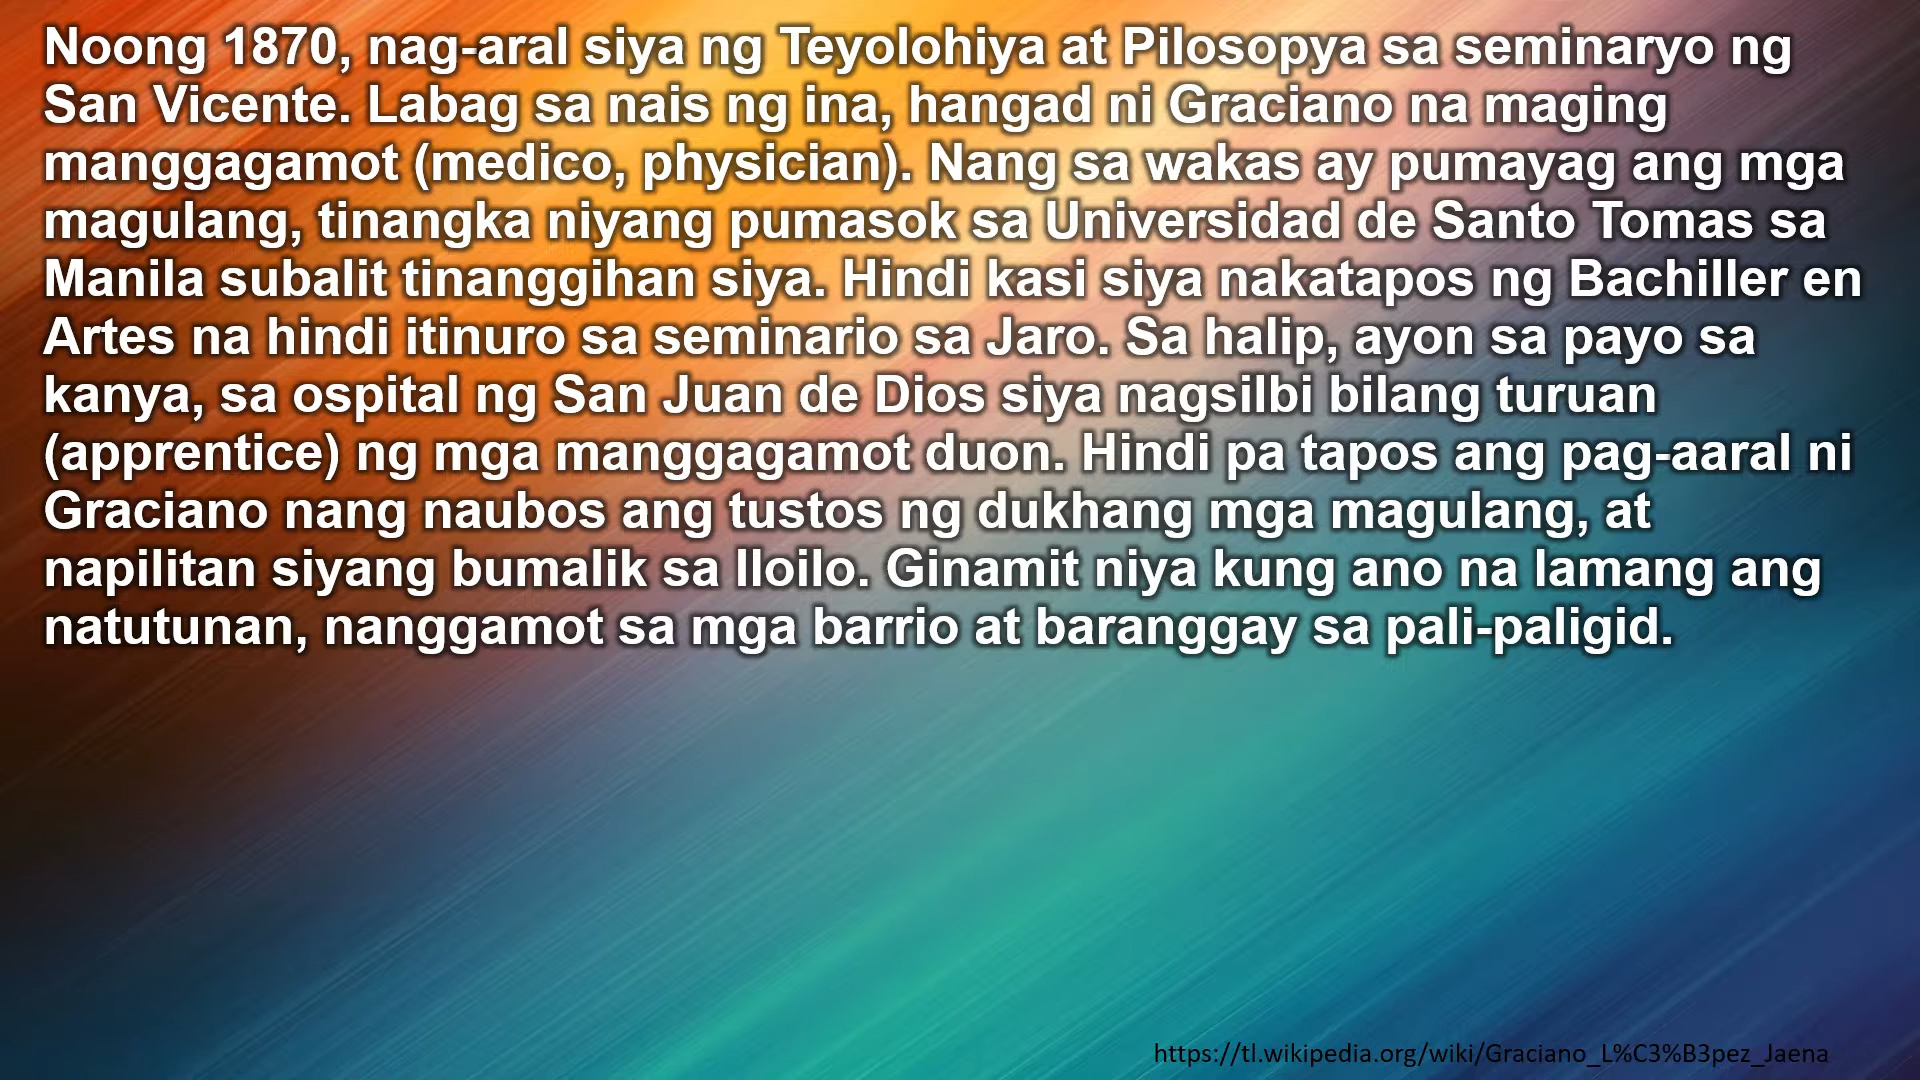 Noong 1870, nag-aral siya ng Teyolohiya at Pilosopya sa seminaryo ng
San Vicente. Labag sa nais ng ina, hangad ni Graciano na maging
manggagamot (medico, physician). Nang sa wakas ay pumayag ang mga
magulang, tinangka niyang pumasok sa Universidad de Santo Tomas sa
Manila subalit tinanggihan siya. Hindi kasi siya nakatapos ng Bachiller en
Artes na hindi itinuro sa seminario sa Jaro. Sa halip, ayon sa payo sa
kanya, sa ospital ng San Juan de Dios siya nagsilbi bilang turuan
(apprentice) ng mga manggagamot duon. Hindi pa tapos ang pag-aaral ni
Graciano nang naubos ang tustos ng dukhang mga magulang, at
napilitan siyang bumalik sa Iloilo. Ginamit niya kung ano na lamang ang
natutunan, nanggamot sa mga barrio at baranggay sa pali-paligid.
https://tl.wikipedia.org/wiki/Graciano_L%C3%B3pez_Jaena